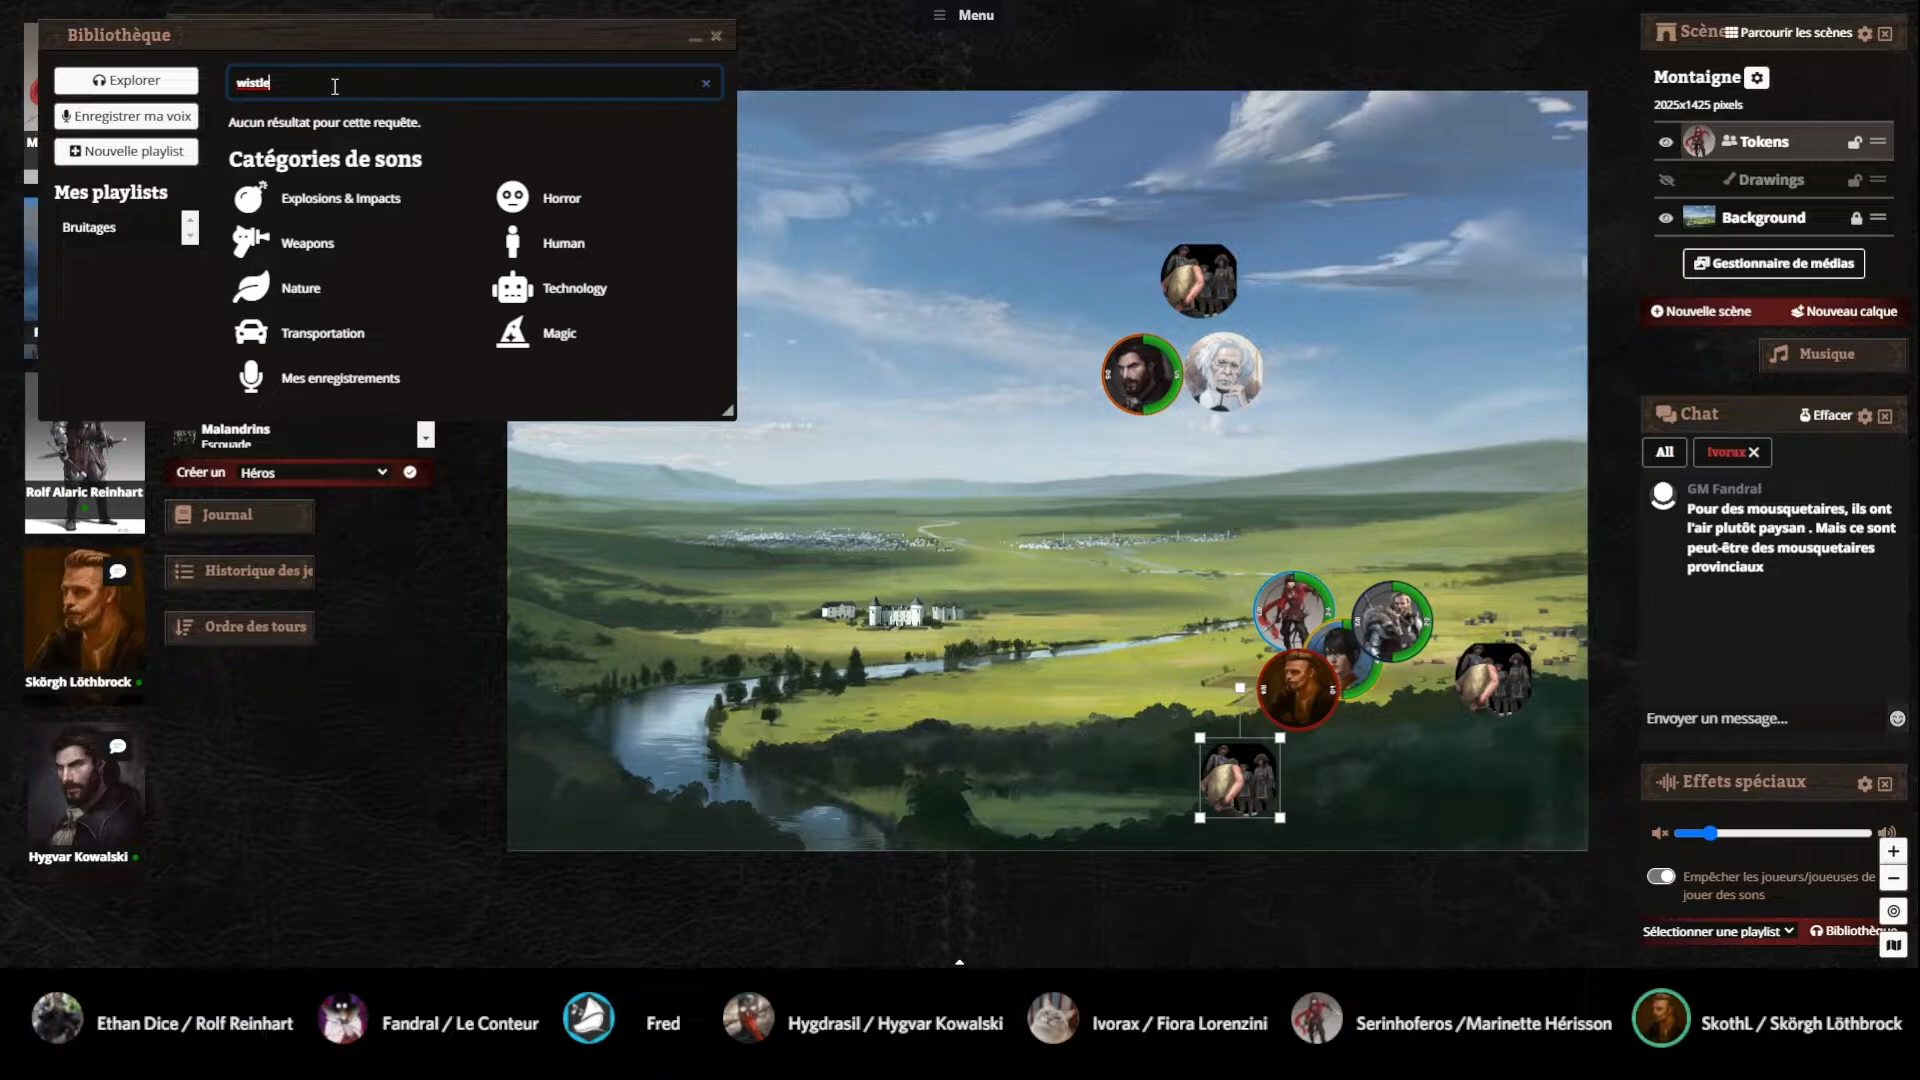 Menu
Bibliothèque
Explorer
Enregistrer ma voix
Nouvelle playlist
Mes playlists
Bruitages
wistle
Aucun résultat pour cette requête.
Catégories de sons
Explosions & Impacts
Horror
Weapons
Human
Nature
Technology
Transportation
Magic
Mes enregistrements
Malandrins
Escouade
Créer un
Héros
Journal
Historique des je
Ordre des tours
Rolf Alaric Reinhart
Skörgh Löthbrock
Hygvar Kowalski
Scène
Parcourir les scènes
Montaigne
2025x1425 pixels
Tokens
Drawings
Background
Gestionnaire de médias
Nouvelle scène
Nouveau calque
Musique
Chat
Effacer
All
Ivorax
GM Fandral
Pour des mousquetaires, ils ont
l'air plutôt paysan . Mais ce sont
peut-être des mousquetaires
provinciaux
Envoyer un message...
Effets spéciaux
Empêcher les joueurs/joueuses de
jouer des sons
Sélectionner une playlist
Bibliothèqu
Ethan Dice / Rolf Reinhart
Fandral / Le Conteur
Fred
Hygdrasil / Hygvar Kowalski
Ivorax / Fiora Lorenzini
Serinhoferos /Marinette Hérisson
SkothL / Skörgh Löthbrock